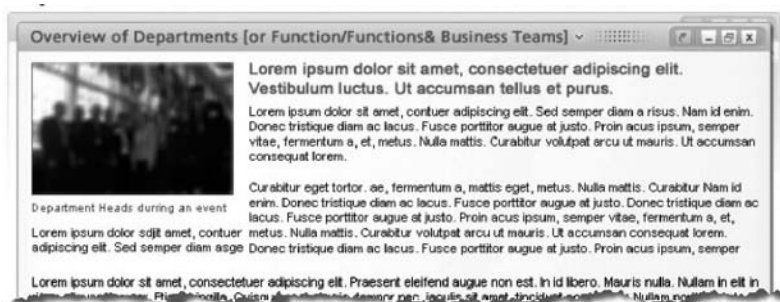 Overview of Departments [or Function/Functions& Business Teams]
Lorem ipsum dolor sit amet, consectetuer adipiscing elit.
Vestibulum luctus. Ut accumsan tellus et purus.
Lorem ipsum dolor sit amet, contuer adipiscing elit. Sed semper diam a risus. Nam id enim.
Donec tristique diam ac lacus. Fusce porttitor augue at justo. Proin acus ipsum, semper
vitae, fermentum a, et, metus. Nulla mattis. Curabitur volutpat arcu ut mauris. Ut accumsan
consequat lorem.
Curabitur eget tortor. ae, fermentum a, mattis eget, metus. Nulla mattis. Curabitur Nam id
enim. Donec tristique diam ac lacus. Fusce porttitor augue at justo. Donec tristique diam ac
lacus. Fusce porttitor augue at justo. Proin acus ipsum, semper vitae, fermentum a, et,
metus. Nulla mattis. Curabitur volutpat arcu ut mauris. Ut accumsan consequat lorem.
Donec tristique diam ac lacus. Fusce porttitor augue at justo. Proin acus ipsum, semper
Department Heads durring an event
Lorem ipsum dolor sdjit amet, contuer
adipiscing elit. Sed semper diam asge
Lorem ipsum dolor sit amet, consectetuer adipiscing elit. Praesent eleifend augue non est. In id libero. Mauris nulla. Nullam in elit in